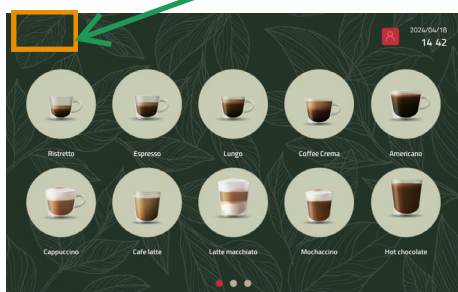 2024/04/18
14 42
Ristretto
Espresso
Lungo
Coffee Crema
Americano
Cappuccino
Cafe latte
Latte macchiato
Mochaccino
Hot chocolate